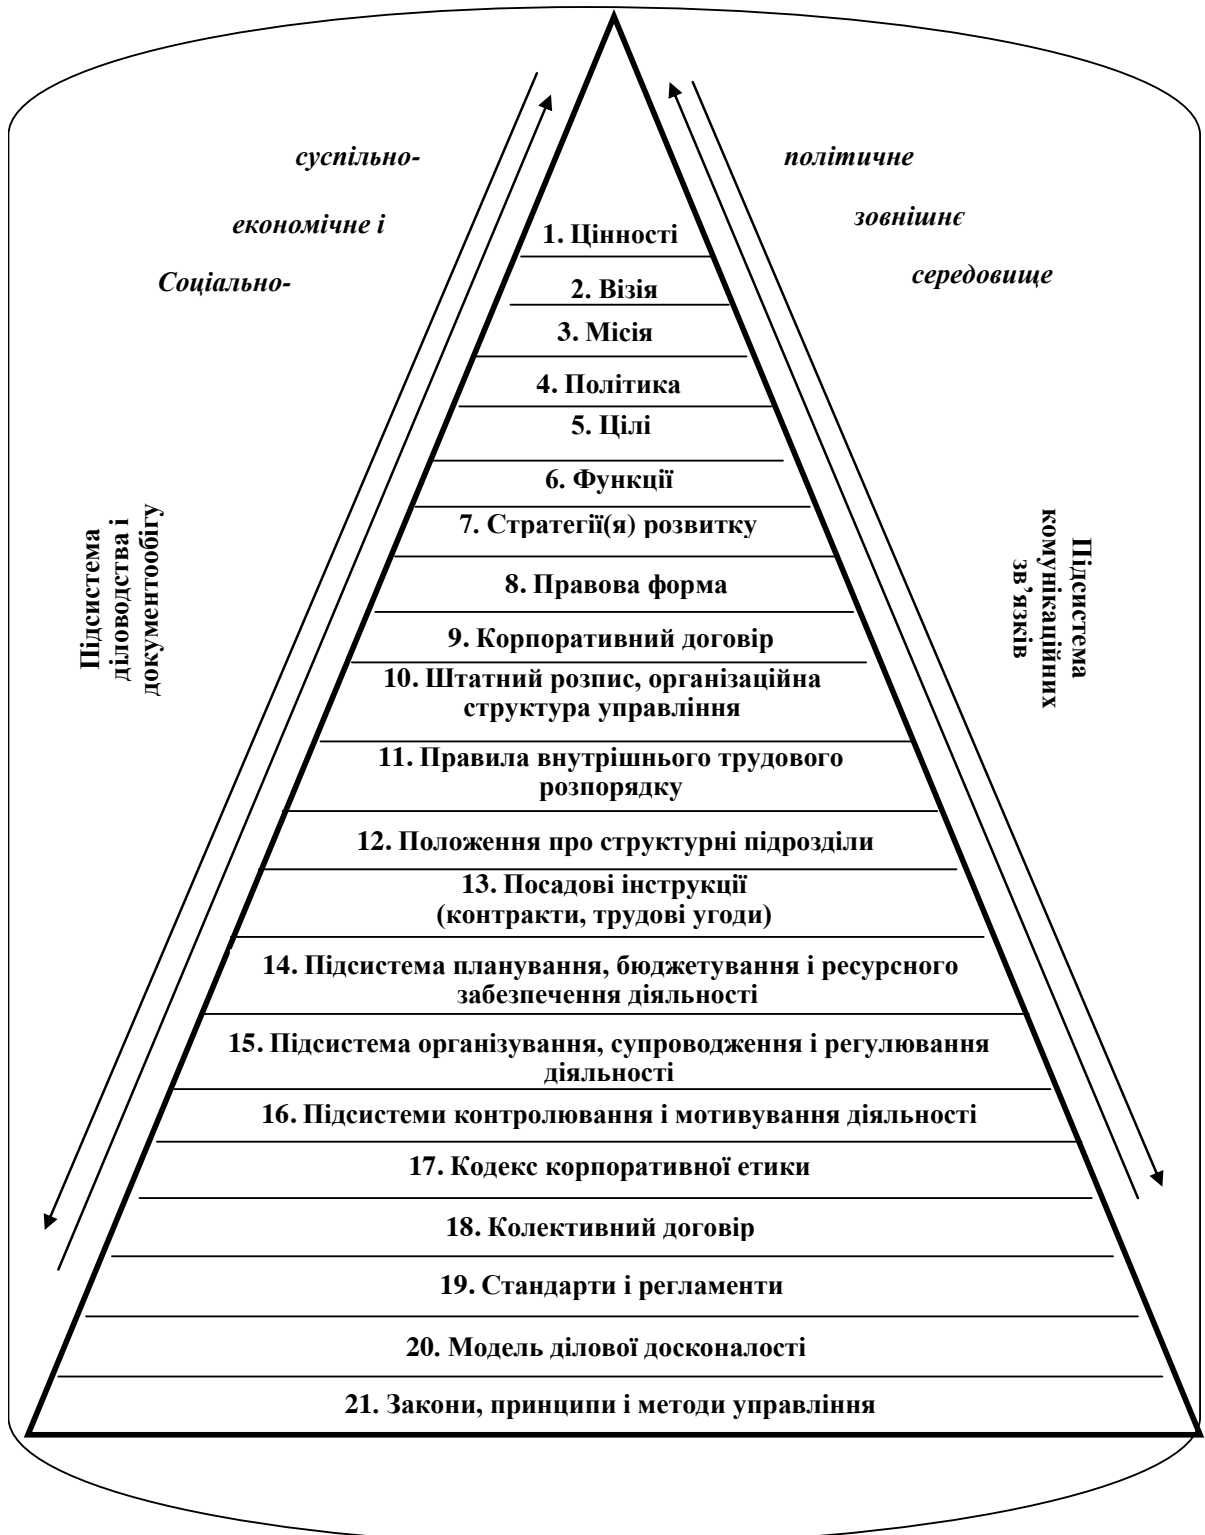 суспільно-
економічне і
Соціально-
політичне
зовнішнє
середовище
1. Цінності
2. Візія
3. Місія
4. Політика
5. Цілі
6. Функції
7. Стратегії(я) розвитку
8. Правова форма
9. Корпоративний договір
10. Штатний розпис, організаційна
структура управління
11. Правила внутрішнього трудового
розпорядку
12. Положення про структурні підрозділи
13. Посадові інструкції
(контракти, трудові угоди)
14. Підсистема планування, бюджетування і ресурсного
забезпечення діяльності
15. Підсистема організування, супроводження і регулювання
діяльності
16. Підсистеми контролювання і мотивування діяльності
17. Кодекс корпоративної етики
18. Колективний договір
19. Стандарти і регламенти
20. Модель ділової досконалості
21. Закони, принципи і методи управління
Підсистема
діловодства і
документообігу
Підсистема
комунікаційних
зв’язків